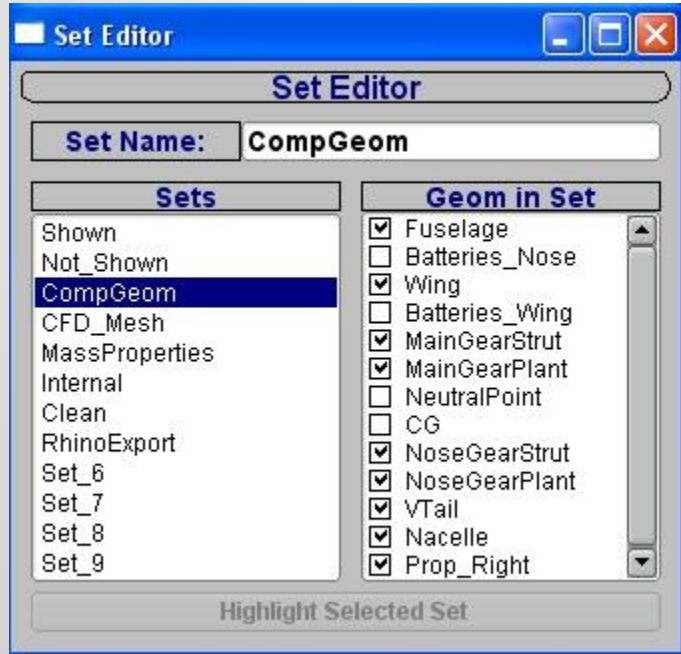 Set Editor
Set Editor
Set Name: CompGeom
Sets
Shown
Not_Shown
CompGeom
CFD_Mesh
MassProperties
Internal
Clean
RhinoExport
Set_6
Set_7
Set_8
Set_9
Geom in Set
Fuselage
Batteries_Nose
Wing
Batteries_Wing
MainGearStrut
MainGearPlant
NeutralPoint
CG
NoseGearStrut
NoseGearPlant
VTail
Nacelle
Prop_Right
Highlight Selected Set